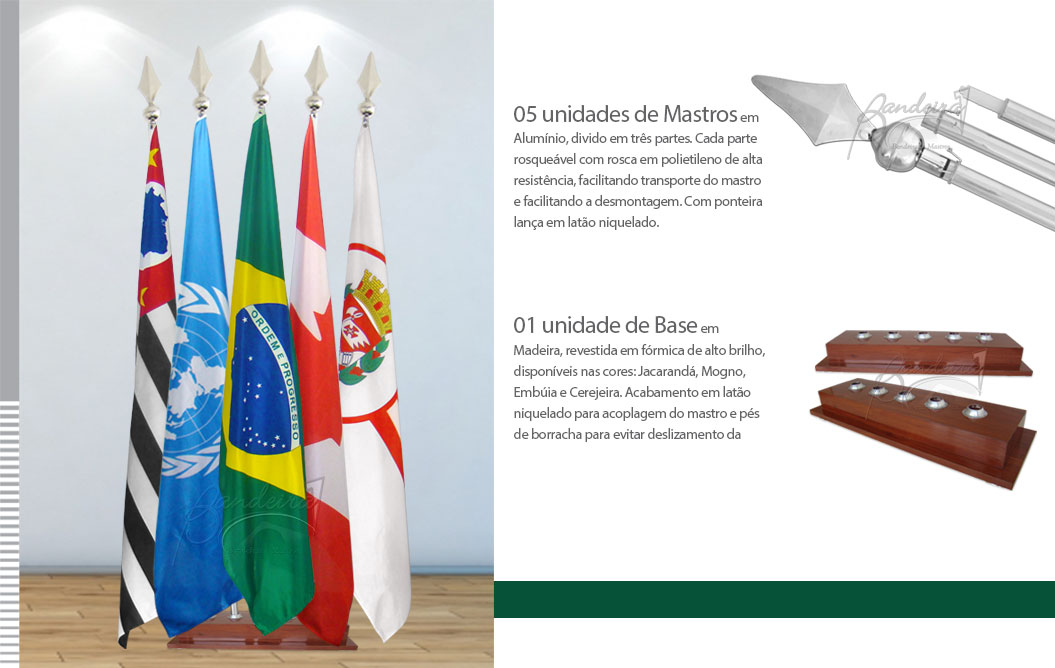 05 unidades de Mastros em
Alumínio, divido em três partes. Cada parte
rosqueável com rosca em polietileno de alta
resistência, facilitando transporte do mastro
e facilitando a desmontagem. Com ponteira
lança em latão niquelado.
01 unidade de Base em
Madeira, revestida em fórmica de alto brilho,
disponíveis nas cores: Jacarandá, Mogno,
Embúia e Cerejeira. Acabamento em latão
niquelado para acoplagem do mastro e pés
de borracha para evitar deslizamento da
ORDEM E PROGRESSO
Bandeira